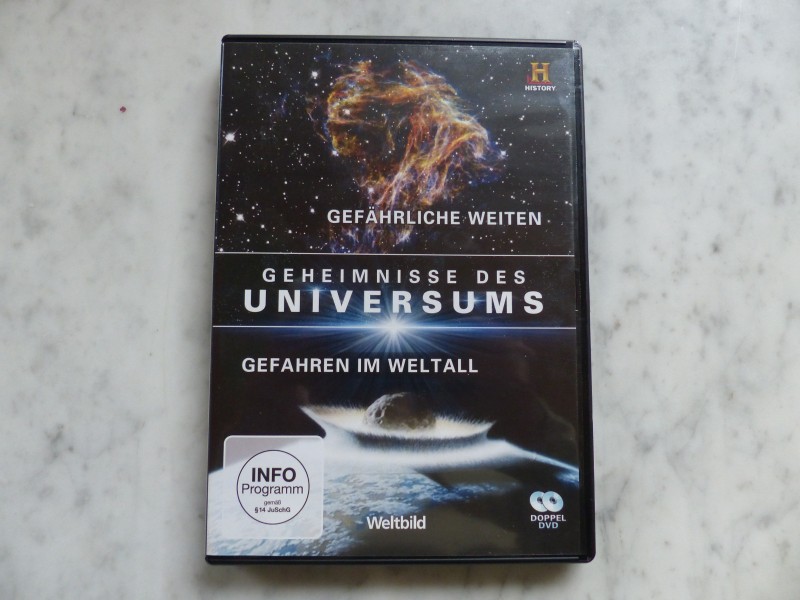 H
HISTORY
GEFÄHRLICHE WEITEN
GEHEIMNISSE DES
UNIVERSUMS
GEFAHREN IM WELTALL
INFO
Programm
gemäß
§14 JuSchG
Weltbild
DOPPEL
DVD